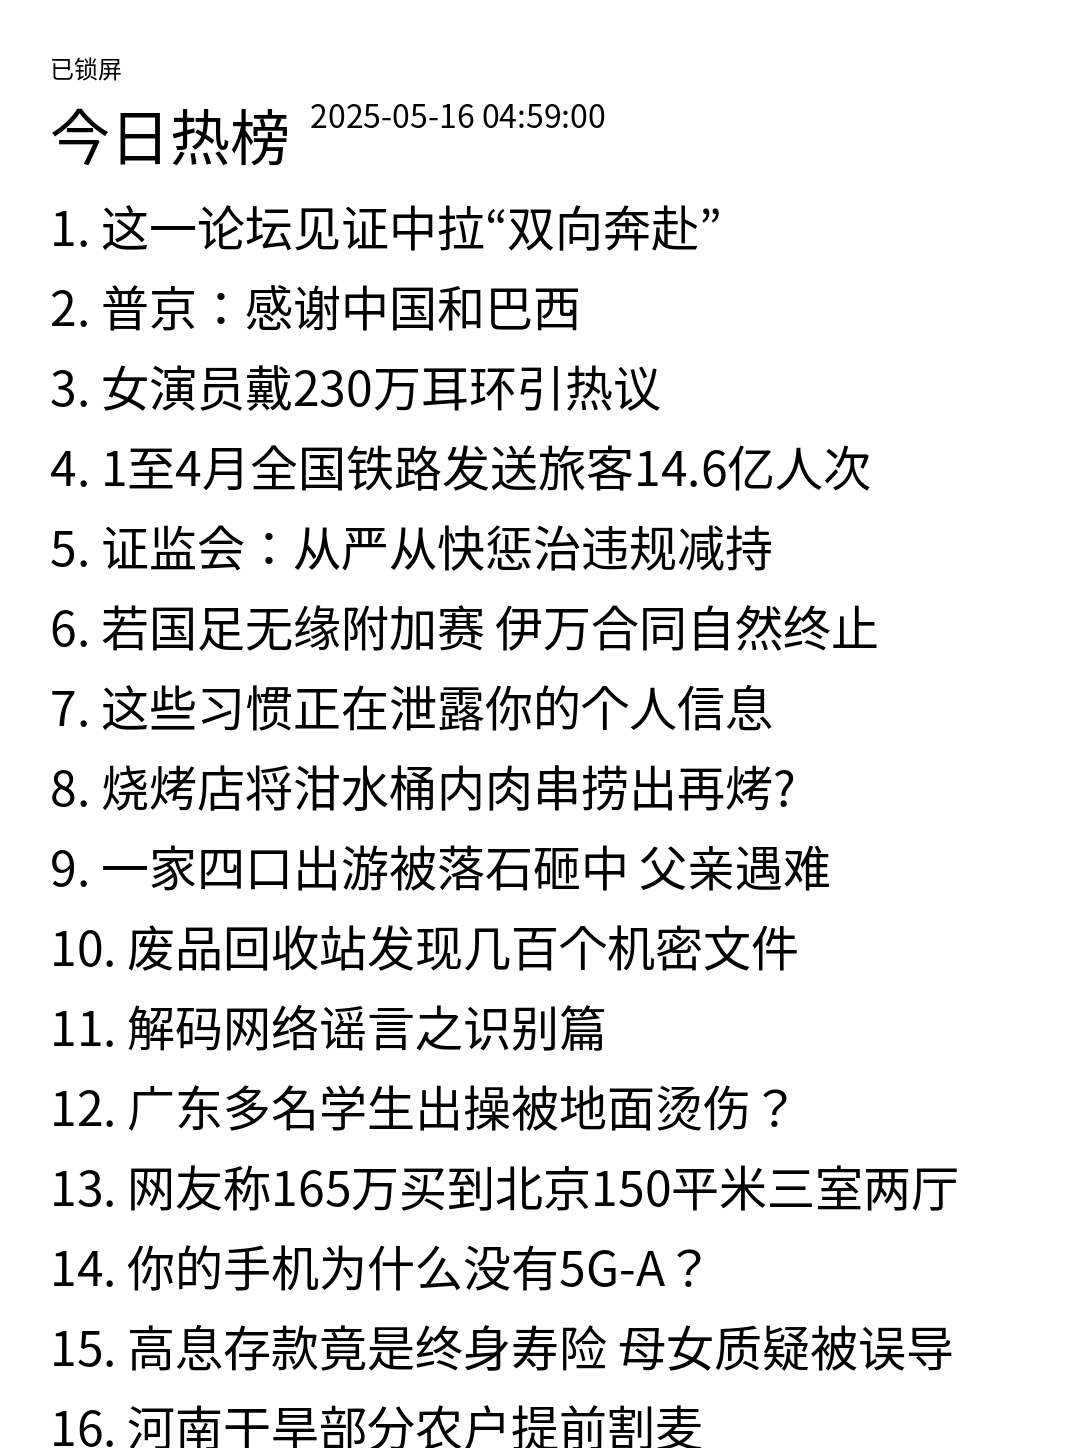 已锁屏
今日热榜 2025-05-16 04:59:00
1. 这一论坛见证中拉“双向奔赴”
2. 普京：感谢中国和巴西
3. 女演员戴230万耳环引热议
4. 1至4月全国铁路发送旅客14.6亿人次
5. 证监会：从严从快惩治违规减持
6. 若国足无缘附加赛 伊万合同自然终止
7. 这些习惯正在泄露你的个人信息
8. 烧烤店将泔水桶内肉串捞出再烤?
9. 一家四口出游被落石砸中 父亲遇难
10. 废品回收站发现几百个机密文件
11. 解码网络谣言之识别篇
12. 广东多名学生出操被地面烫伤？
13. 网友称165万买到北京150平米三室两厅
14. 你的手机为什么没有5G-A？
15. 高息存款竟是终身寿险 母女质疑被误导
16. 河南干旱部分农户提前割麦